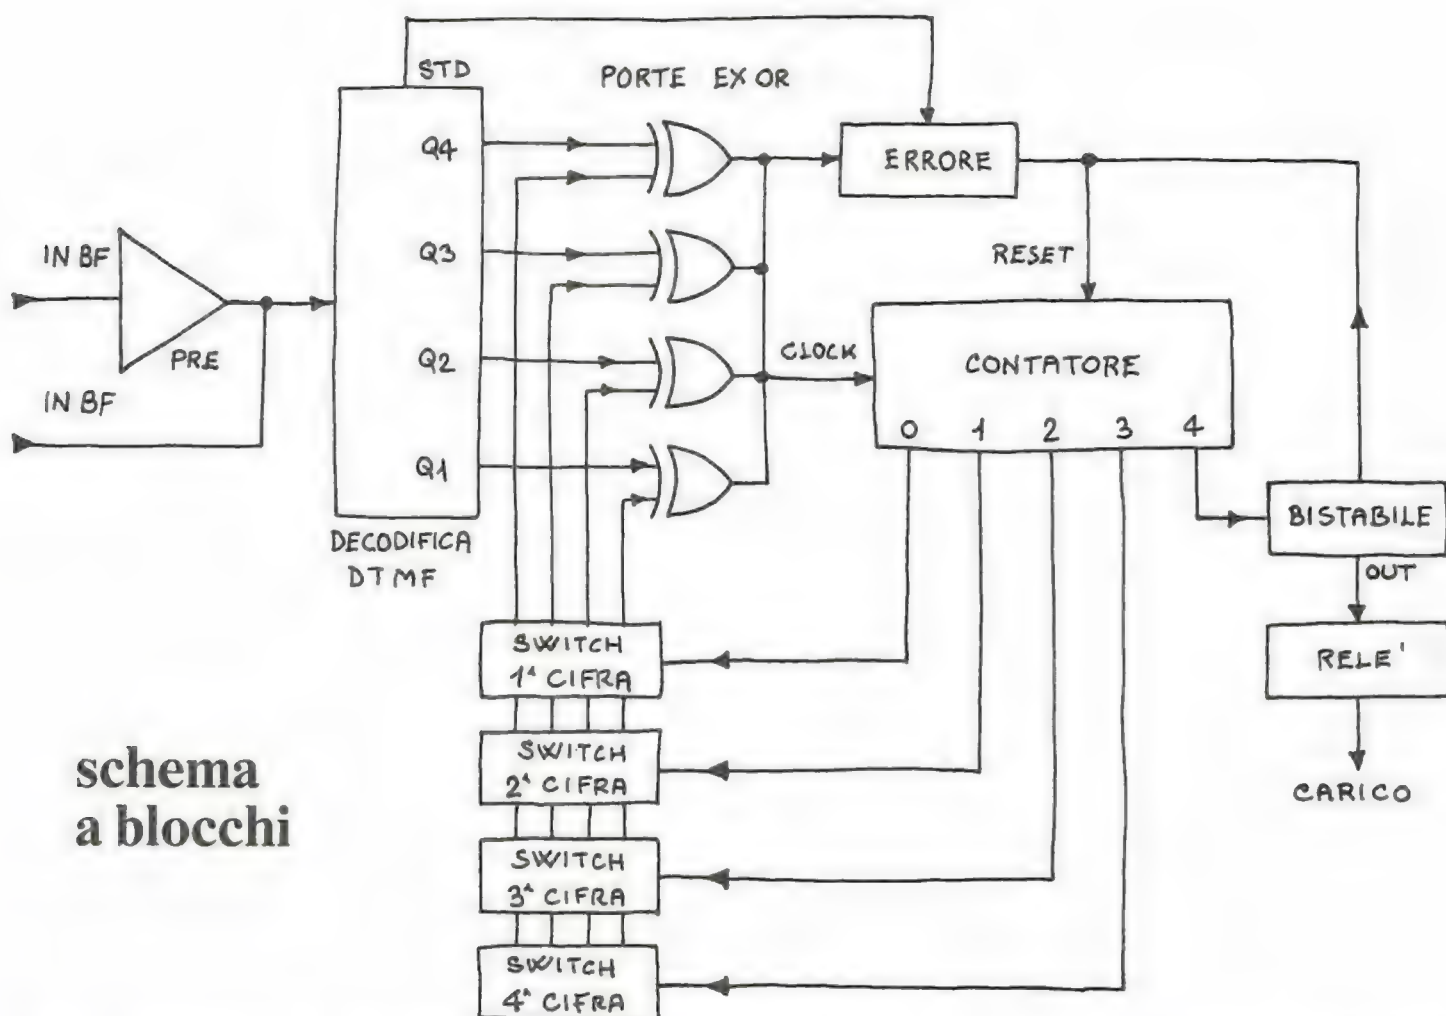 STD
PORTE EX OR
Q4
ERRORE
IN BF
Q3
RESET
PRE
Q2
CLOCK
CONTATORE
IN BF
0 1 2 3 4
Q1
BISTABILE
DECODIFICA
DTMF
OUT
SWITCH
1ª CIFRA
RELE'
schema
a blocchi
SWITCH
2ª CIFRA
CARICO
SWITCH
3ª CIFRA
SWITCH
4ª CIFRA